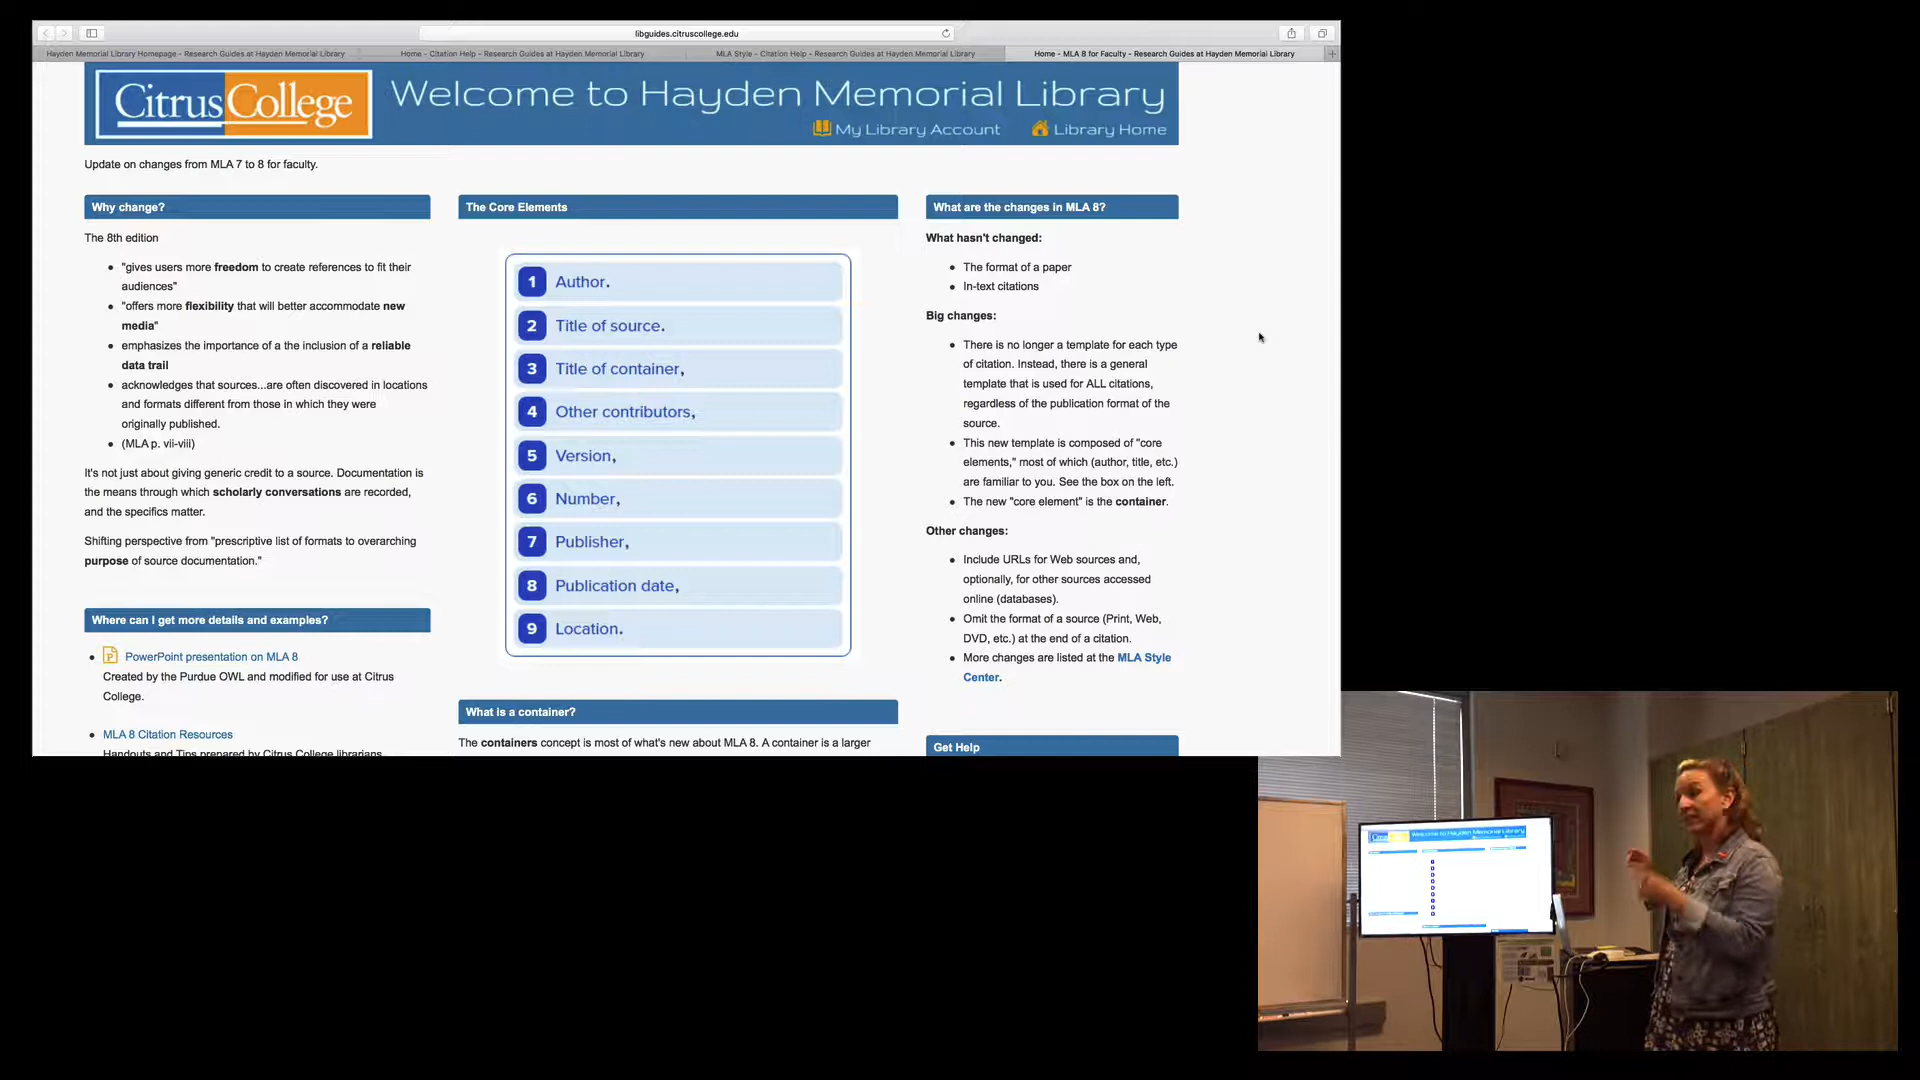 libguides.citruscollege.edu
Hayden Memorial Library Homepage - Research Guides at Hayden Memorial Library
Home - Citation Help - Research Guides at Hayden Memorial Library
MLA Style - Citation Help - Research Guides at Hayden Memorial Library
Home - MLA 8 for Faculty - Research Guides at Hayden Memorial Library
CitrusCollege
Welcome to Hayden Memorial Library
My Library Account
Library Home
Update on changes from MLA 7 to 8 for faculty.
Why change?
The 8th edition
"gives users more freedom to create references to fit their
audiences"
"offers more flexibility that will better accommodate new
media"
emphasizes the importance of a the inclusion of a reliable
data trail
acknowledges that sources...are often discovered in locations
and formats different from those in which they were
originally published.
(MLA p. vii-viii)
It's not just about giving generic credit to a source. Documentation is
the means through which scholarly conversations are recorded,
and the specifics matter.
Shifting perspective from "prescriptive list of formats to overarching
purpose of source documentation."
Where can I get more details and examples?
PowerPoint presentation on MLA 8
Created by the Purdue OWL and modified for use at Citrus
College.
MLA 8 Citation Resources
Handouts and Tips prepared by Citrus College librarians
The Core Elements
1 Author.
2 Title of source.
3 Title of container,
4 Other contributors,
5 Version,
6 Number,
7 Publisher,
8 Publication date,
9 Location.
What is a container?
The containers concept is most of what's new about MLA 8. A container is a larger
What are the changes in MLA 8?
What hasn't changed:
The format of a paper
In-text citations
Big changes:
There is no longer a template for each type
of citation. Instead, there is a general
template that is used for ALL citations,
regardless of the publication format of the
source.
This new template is composed of "core
elements," most of which (author, title, etc.)
are familiar to you. See the box on the left.
The new "core element" is the container.
Other changes:
Include URLs for Web sources and,
optionally, for other sources accessed
online (databases).
Omit the format of a source (Print, Web,
DVD, etc.) at the end of a citation.
More changes are listed at the MLA Style
Center.
Get Help
Welcome to Hayden Memorial Library